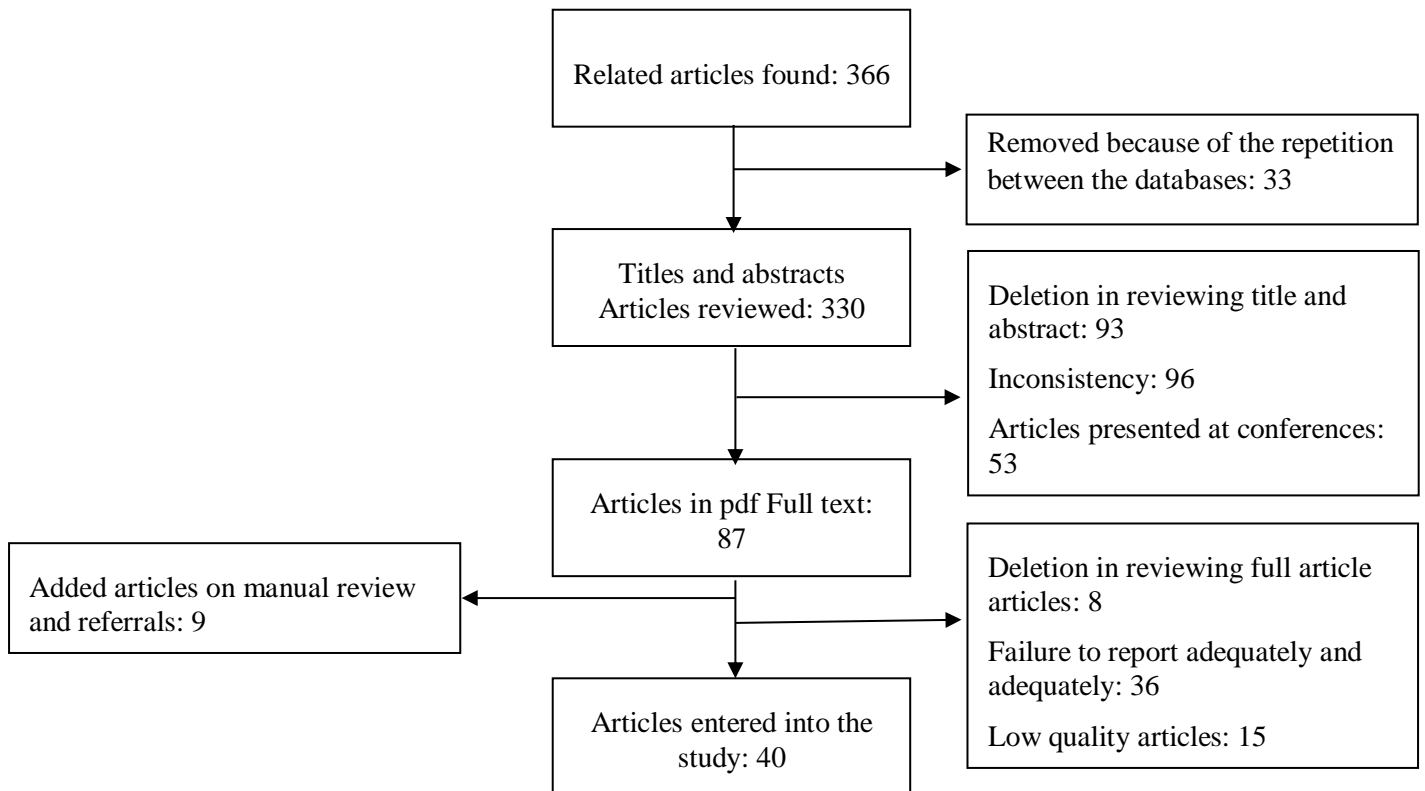 Related articles found: 366
Removed because of the repetition
between the databases: 33
Titles and abstracts
Articles reviewed: 330
Deletion in reviewing title and
abstract: 93
Inconsistency: 96
Articles presented at conferences:
53
Articles in pdf Full text:
87
Added articles on manual review
and referrals: 9
Deletion in reviewing full article
articles: 8
Failure to report adequately and
adequately: 36
Low quality articles: 15
Articles entered into the
study: 40